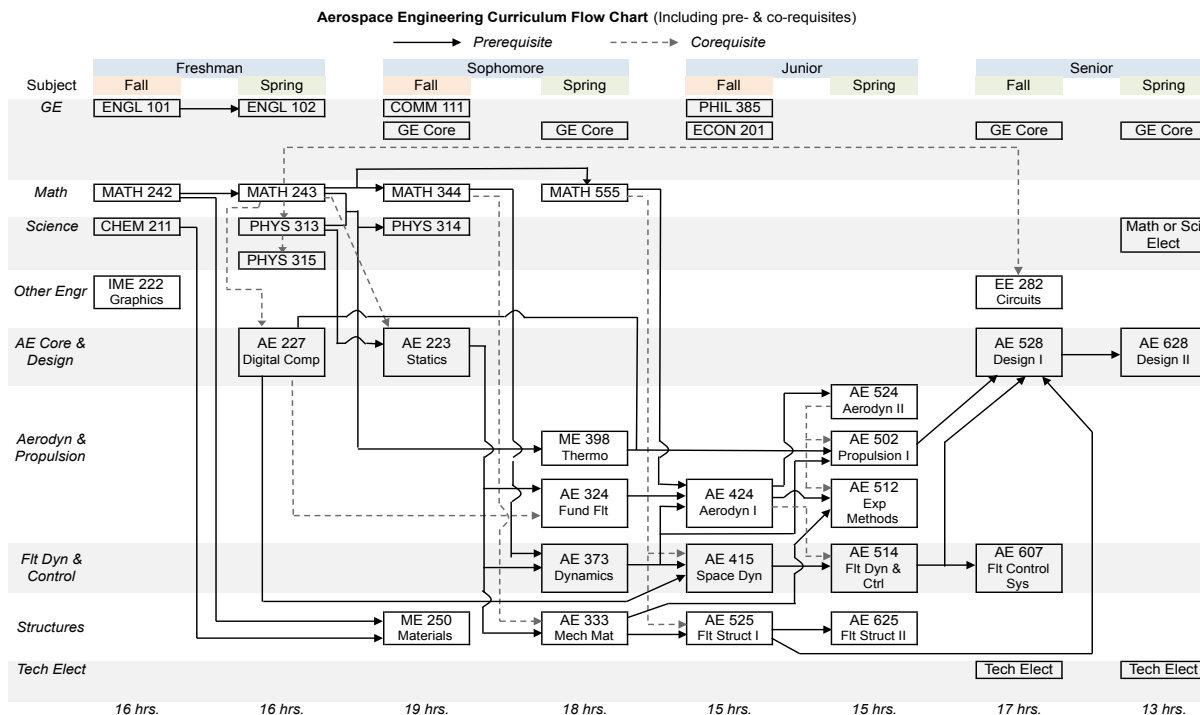 Aerospace Engineering Curriculum Flow Chart (Including pre- & co-requisites)
Prerequisite Corequisite
Freshman Sophomore Junior Senior
Subject Fall Spring Fall Spring Fall Spring Fall Spring
GE ENGL 101 ENGL 102 COMM 111 PHIL 385
GE Core GE Core ECON 201 GE Core GE Core
Math MATH 242 MATH 243 MATH 344 MATH 555
Science CHEM 211 PHYS 313 PHYS 314 Math or Sci
Elect
PHYS 315
Other Engr IME 222 EE 282
Graphics Circuits
AE Core & AE 227 AE 223 AE 528 AE 628
Design Digital Comp Statics Design I Design II
AE 524
Aerodyn II
Aerodyn & ME 398 AE 502
Propulsion Thermo Propulsion I
AE 324 AE 424 AE 512
Fund Flt Aerodyn I Exp
Methods
Flt Dyn & AE 373 AE 415 AE 514 AE 607
Control Dynamics Space Dyn Flt Dyn & Flt Control
Ctrl Sys
Structures ME 250 AE 333 AE 525 AE 625
Materials Mech Mat Flt Struct I Flt Struct II
Tech Elect Tech Elect Tech Elect
16 hrs. 16 hrs. 19 hrs. 18 hrs. 15 hrs. 15 hrs. 17 hrs. 13 hrs.